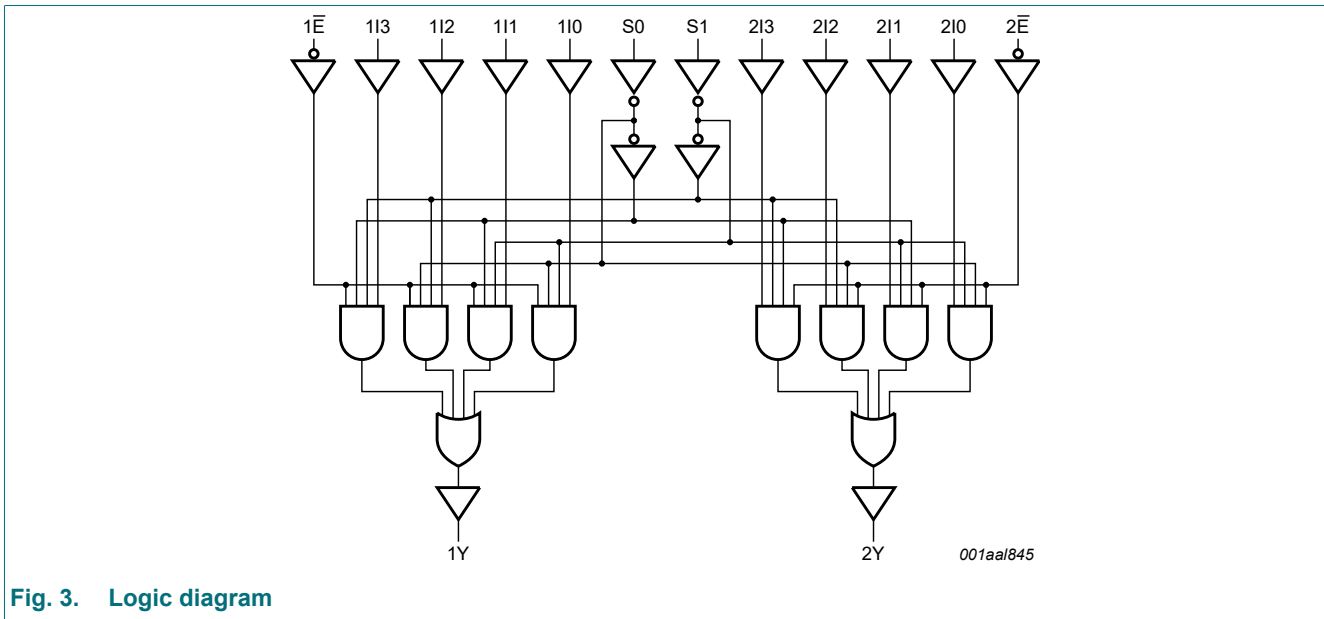 1E̅ 1I3 1I2 1I1 1I0 S0 S1 2I3 2I2 2I1 2I0 2E̅
1Y 2Y 001aal845
Fig. 3. Logic diagram